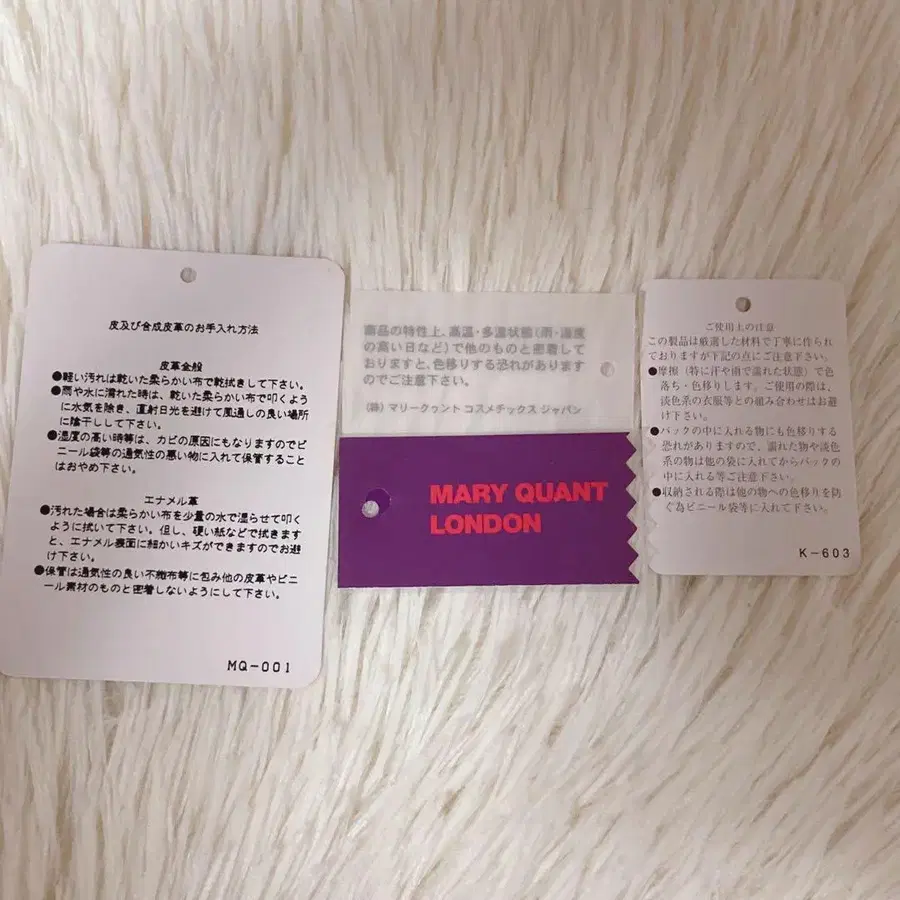 皮及び合成皮革のお手入れ方法
皮革全般
●軽い汚れは乾いた柔らかい布で乾拭きして下さい。
●雨や水に濡れた時は、乾いた柔らかい布で叩くよう
に水気を除き、直射日光を避けて風通しの良い場所
に陰干しして下さい。
●湿度の高い時等は、カビの原因にもなりますのでビ
ニール袋等の通気性の悪い物に入れて保管すること
はおやめ下さい。
エナメル革
●汚れた場合は柔らかい布を少量の水で湿らせて叩く
ように拭いて下さい。但し、硬い紙などで拭きます
と、エナメル表面に細かいキズができますのでお避
け下さい。
●保管は通気性の良い不織布等に包み他の皮革やビニ
ール素材のものと密着しないようにして下さい。
MQ-001
商品の特性上、高温・多湿状態(雨・湿度
の高い日など)で他のものと密着して
おりますと、色移りする恐れがあります
のでご注意下さい。
(株) マリークヮント コスメチックス ジャパン
MARY QUANT
LONDON
ご使用上の注意
この製品は厳選した材料で丁寧に作られ
ておりますが下記の点にご注意下さい。
●摩擦(特に汗や雨で濡れた状態)で色
落ち・色移りします。ご使用の際は、
淡色系の衣服等との組み合わせはお避
け下さい。
●バックの中に入れる物にも色移りする
恐れがありますので、濡れた物や淡色
系の物は他の袋に入れてからバックの
中に入れる等ご注意下さい。
●収納される際は他の物への色移りを防
ぐ為ビニール袋等に入れて下さい。
K-603